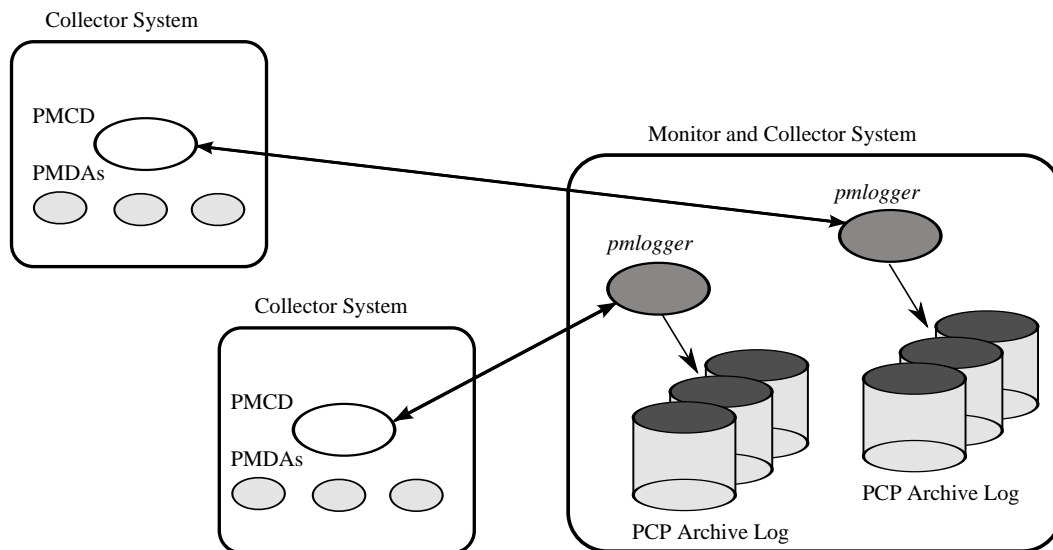 Collector System
PMCD
PMDAs
Monitor and Collector System
pmlogger
pmlogger
Collector System
PMCD
PMDAs
PCP Archive Log
PCP Archive Log